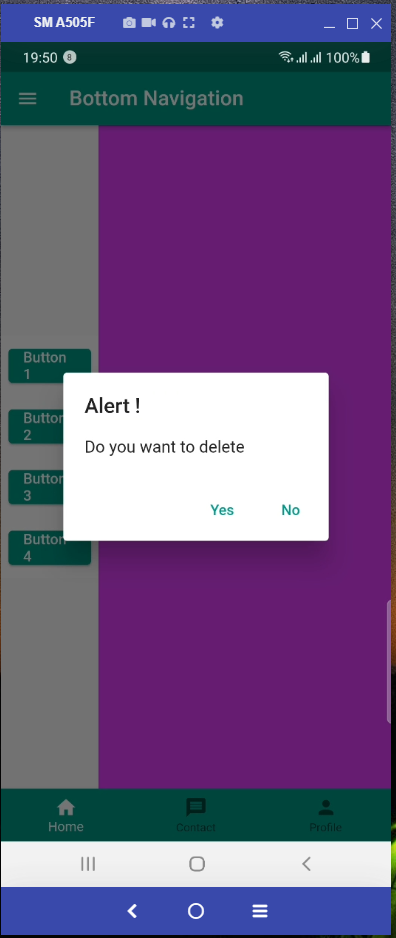 SM A505F
19:50 8 100%
Bottom Navigation
Button
1
Button
2
Button
3
Button
4
Alert !
Do you want to delete
Yes No
Home Contact Profile